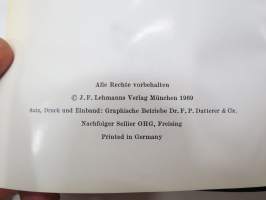 Alle Rechte vorbehalten
© J. F. Lehmanns Verlag München 1969
Satz, Druck und Einband: Graphische Betriebe Dr. F. P. Datterer & Co.
Nachfolger Sellier OHG, Freising
Printed in Germany